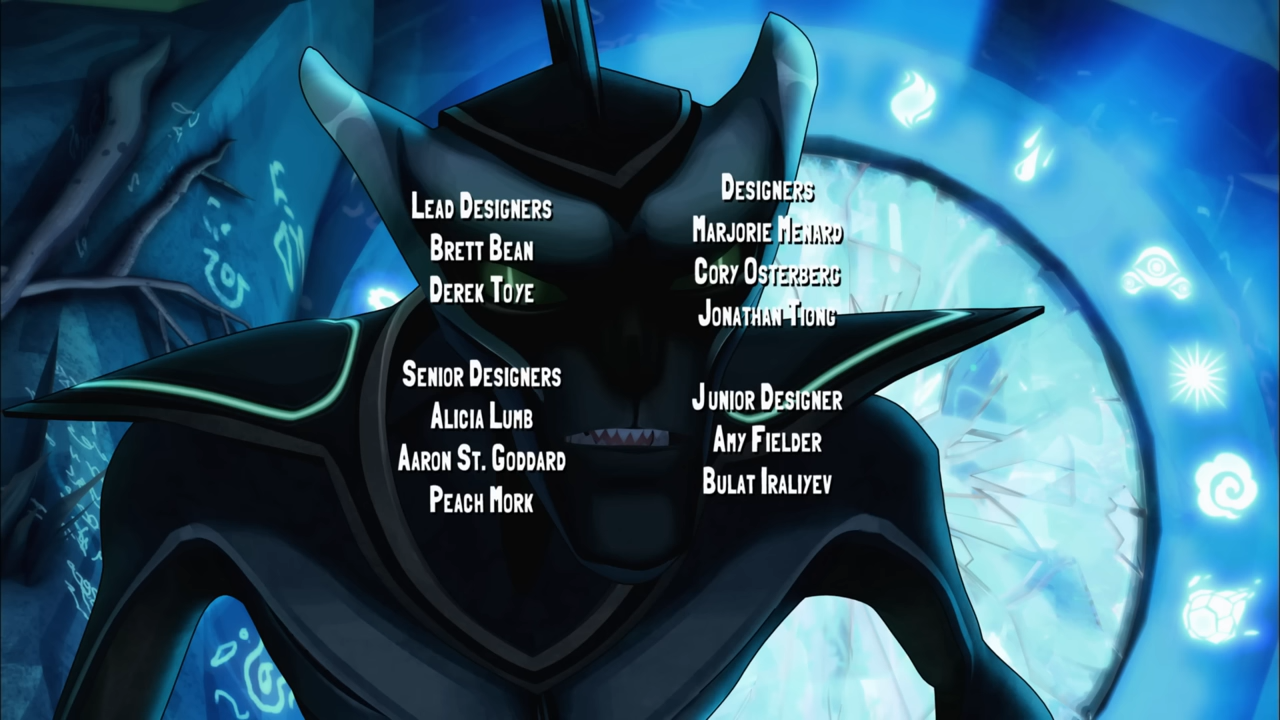 Lead Designers
Brett Bean
Derek Toye
Senior Designers
Alicia Lumb
Aaron St. Goddard
Peach Mork
Designers
Marjorie Menard
Cory Osterberg
Jonathan Tiong
Junior Designer
Amy Fielder
Bulat Iraliyev